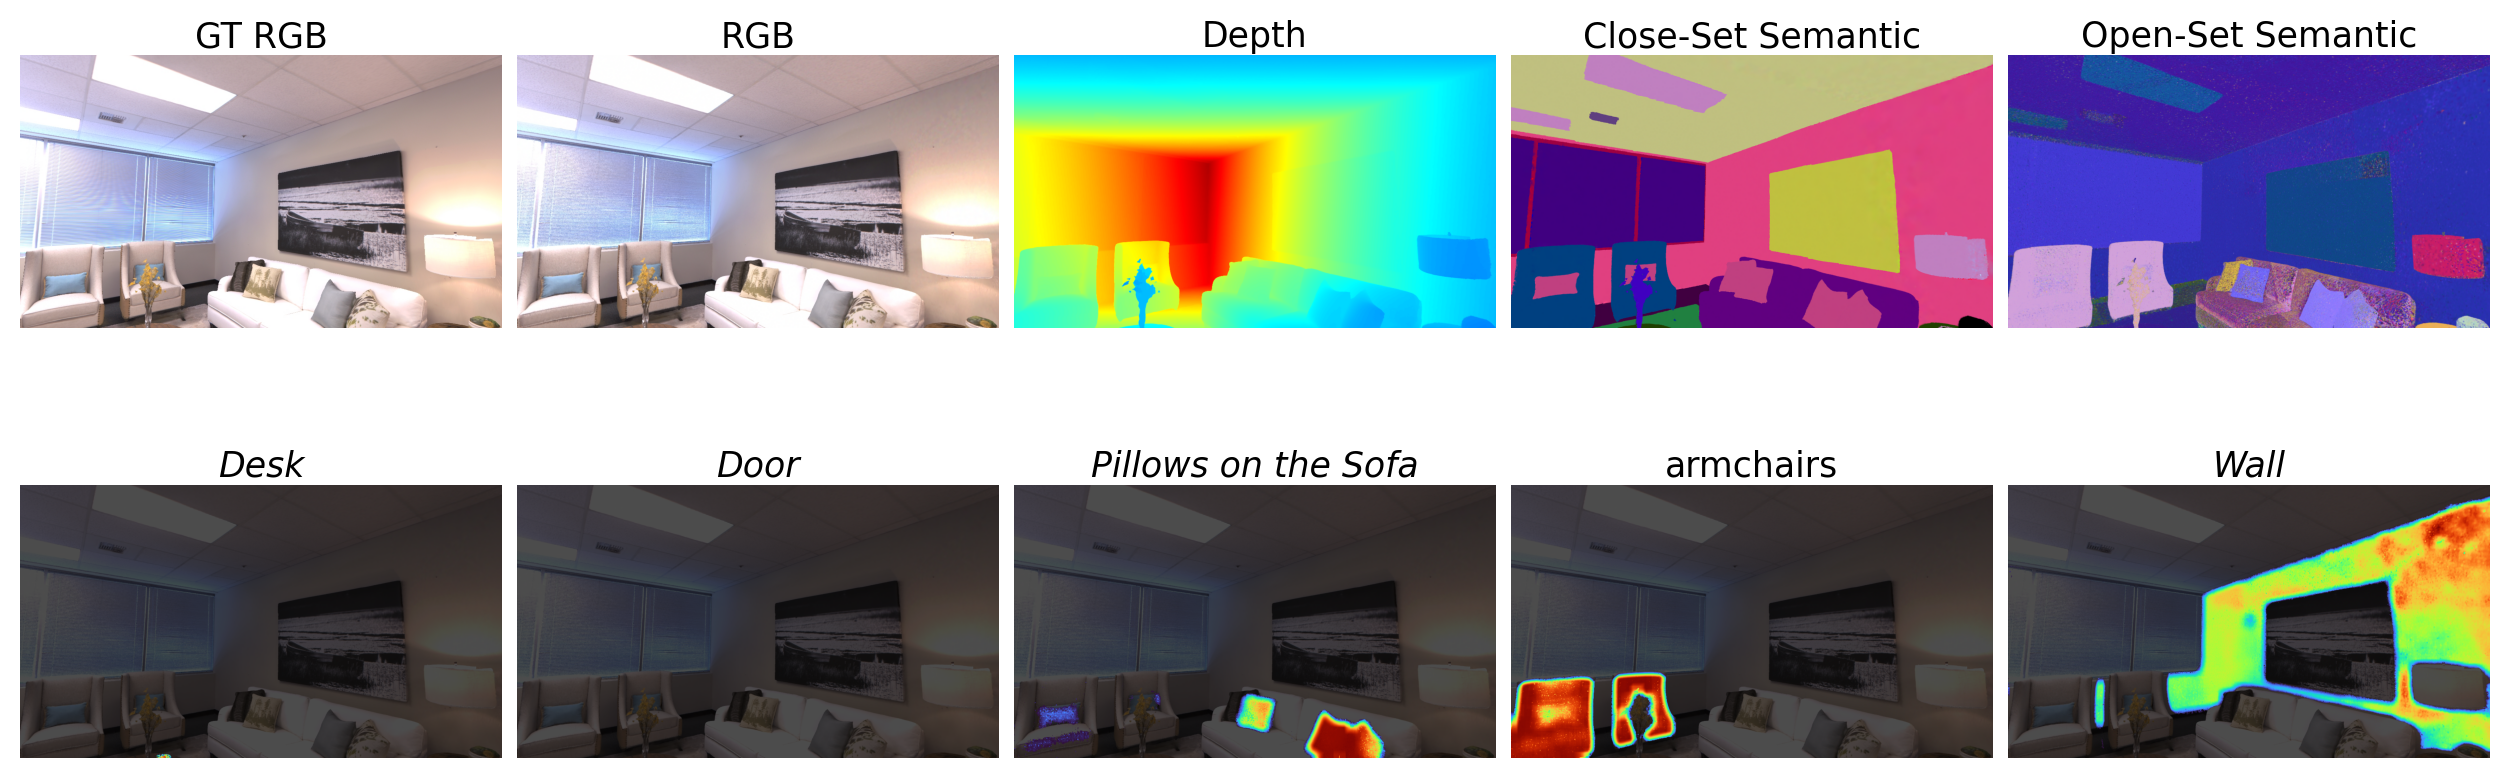 GT RGB
RGB
Depth
Close-Set Semantic
Open-Set Semantic
Desk
Door
Pillows on the Sofa
armchairs
Wall